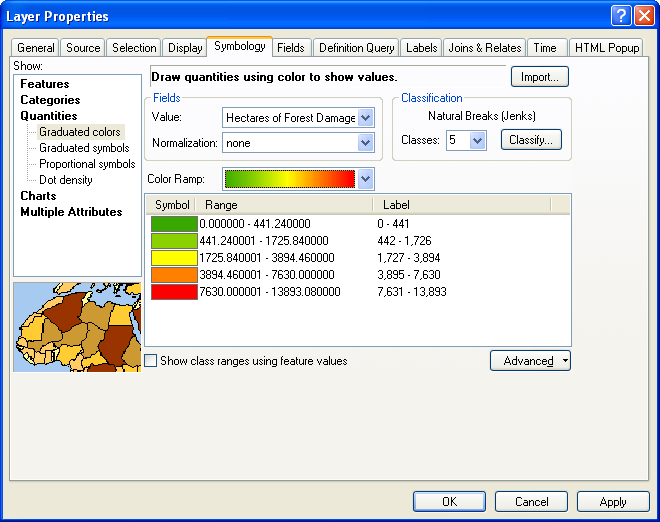 Layer Properties
General Source Selection Display Symbology Fields Definition Query Labels Joins & Relates Time HTML Popup
Show:
Features
Categories
Quantities
Graduated colors
Graduated symbols
Proportional symbols
Dot density
Charts
Multiple Attributes
Draw quantities using color to show values.
Import...
Fields
Value: Hectares of Forest Damage
Normalization: none
Classification
Natural Breaks (Jenks)
Classes: 5 Classify...
Color Ramp:
Symbol Range Label
0.000000 - 441.240000 0 - 441
441.240001 - 1725.840000 442 - 1,726
1725.840001 - 3894.460000 1,727 - 3,894
3894.460001 - 7630.000000 3,895 - 7,630
7630.000001 - 13893.080000 7,631 - 13,893
Show class ranges using feature values
Advanced
OK Cancel Apply